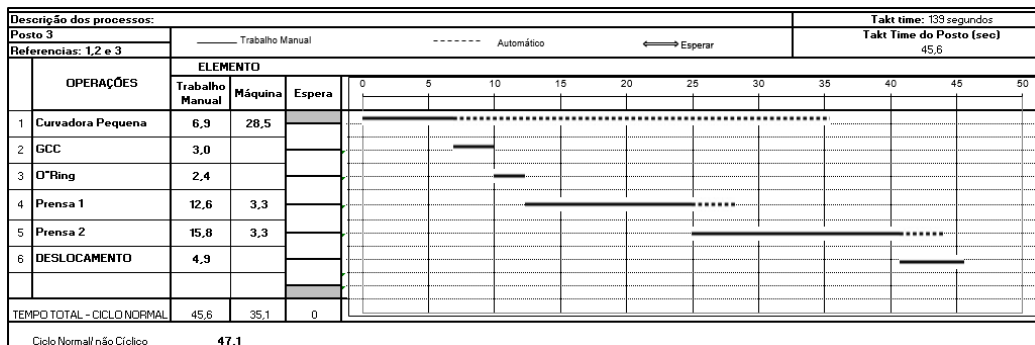 Descrição dos processos:
Takt time: 139 segundos
Posto 3
Trabalho Manual
Automático
Esperar
Takt Time do Posto (sec)
Referencias: 1,2 e 3
45,6
OPERAÇÕES
ELEMENTO
Trabalho Manual
Máquina
Espera
0 5 10 15 20 25 30 35 40 45 50
1 Curvadora Pequena 6,9 28,5
2 GCC 3,0
3 O"Ring 2,4
4 Prensa 1 12,6 3,3
5 Prensa 2 15,8 3,3
6 DESLOCAMENTO 4,9
TEMPO TOTAL - CICLO NORMAL 45,6 35,1 0
Ciclo Normal/ não Cíclico 47,1